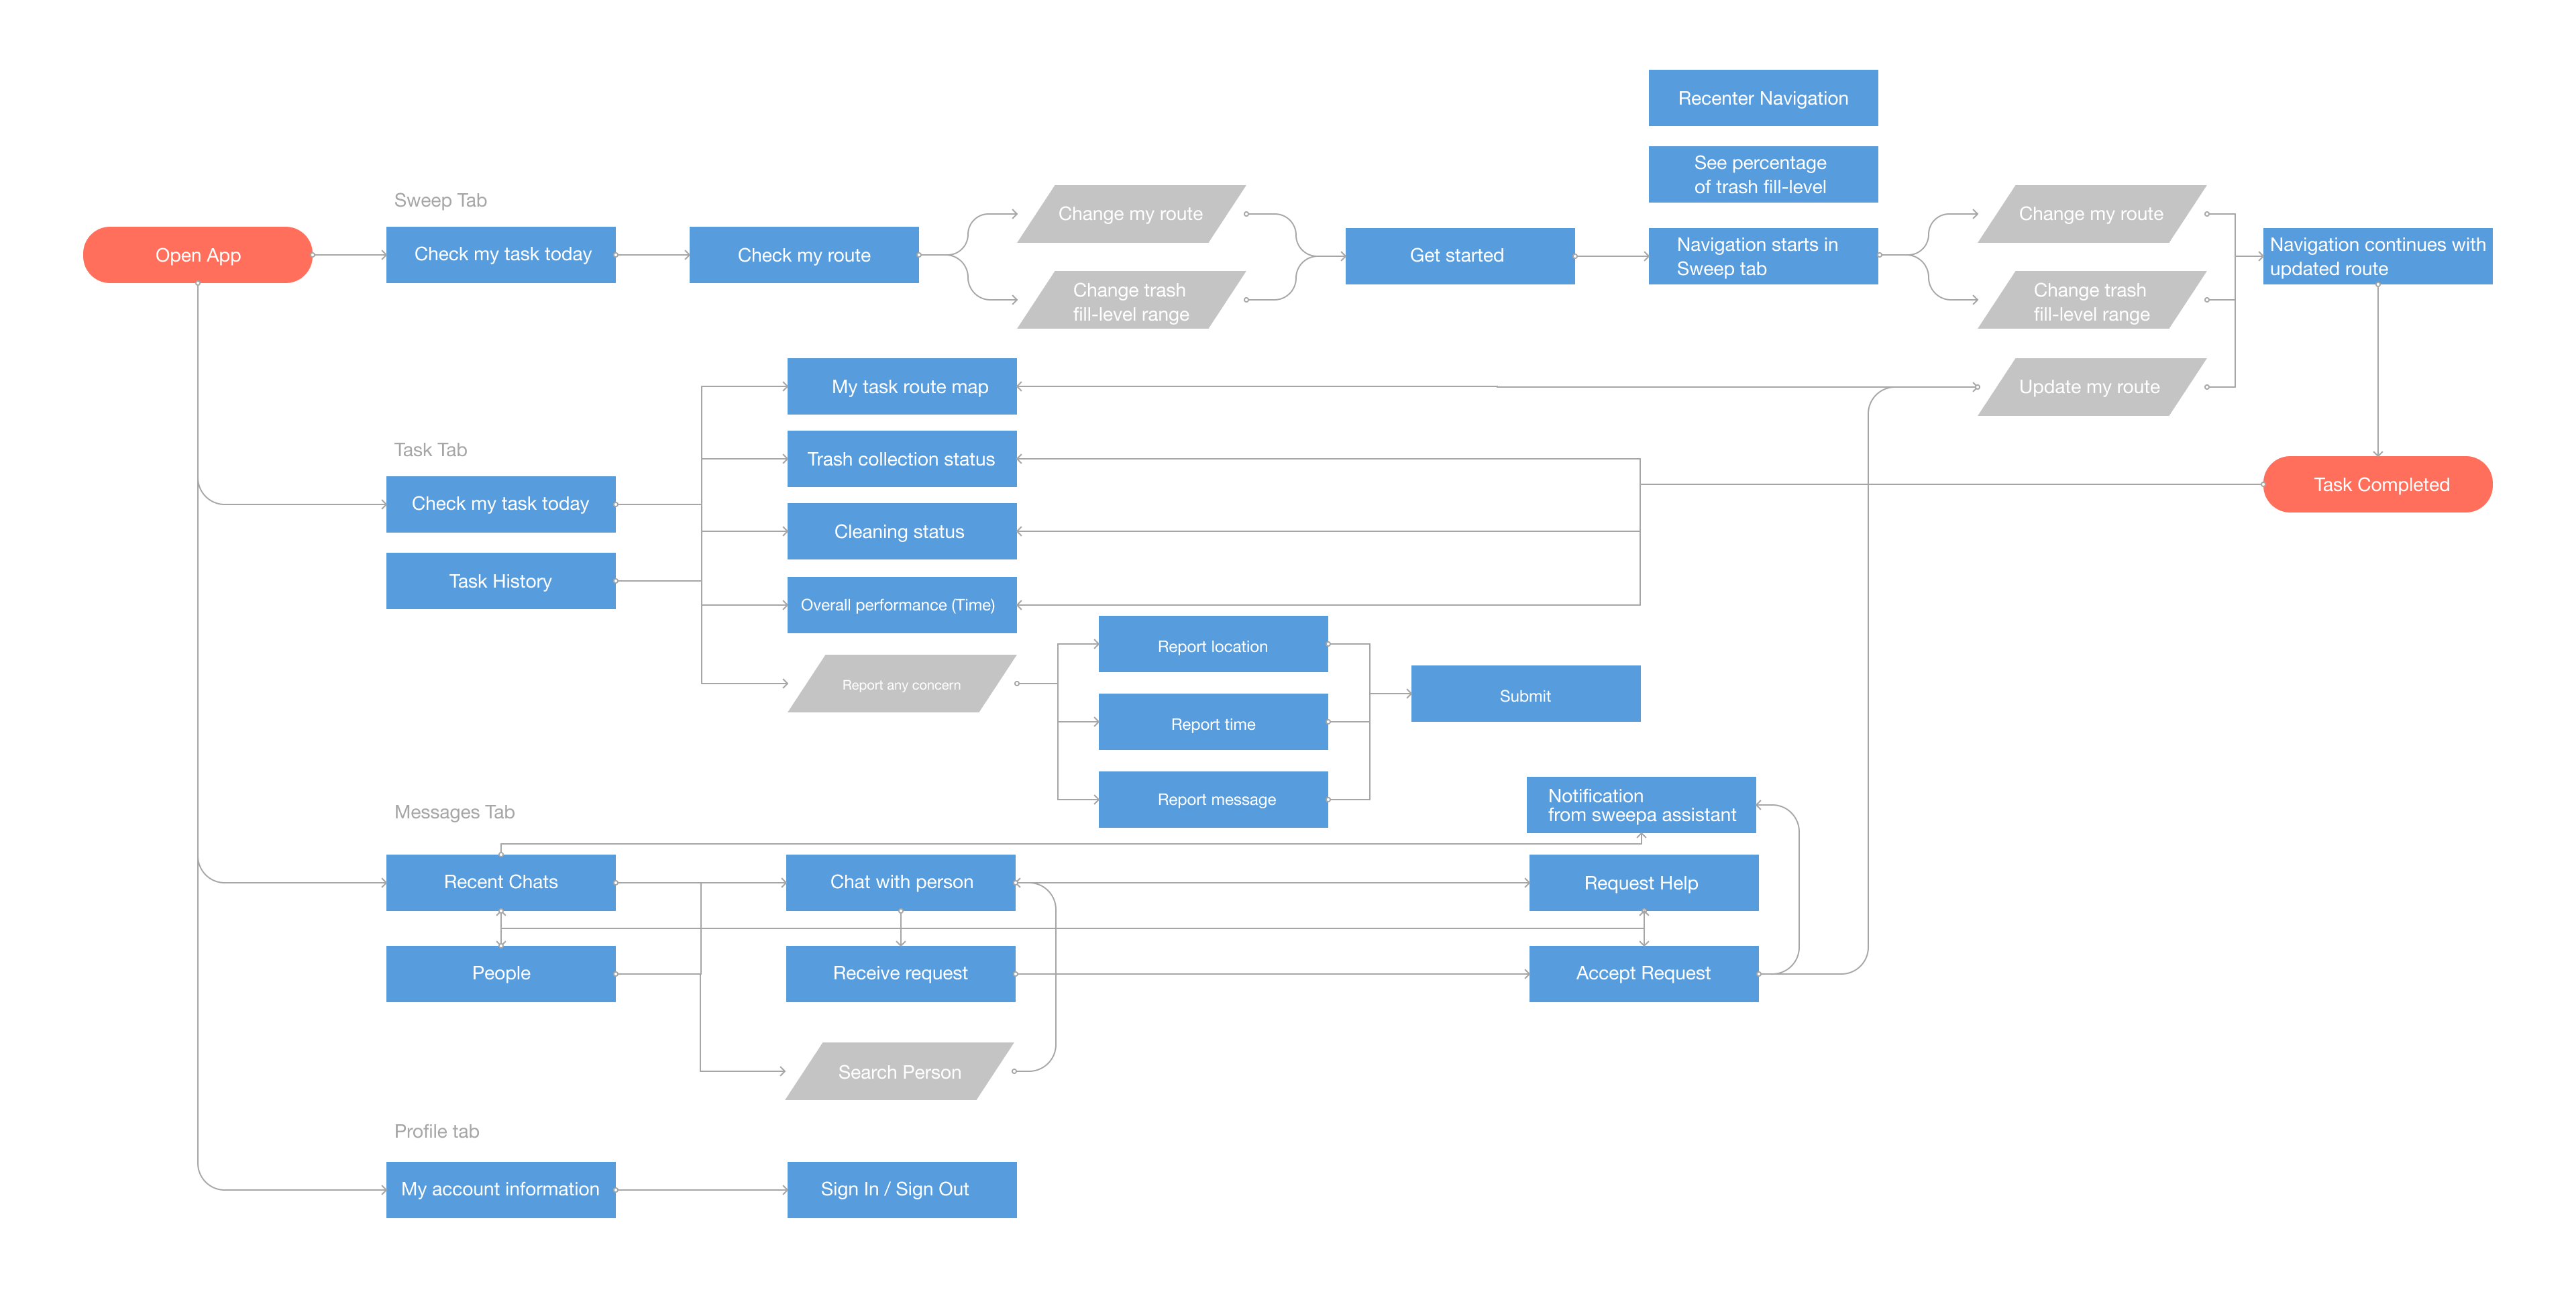 Recenter Navigation
See percentage
of trash fill-level
Sweep Tab
Open App
Check my task today
Check my route
Change my route
Change trash
fill-level range
Get started
Navigation starts in
Sweep tab
Change my route
Change trash
fill-level range
Navigation continues with
updated route
My task route map
Update my route
Task Tab
Trash collection status
Task Completed
Check my task today
Cleaning status
Task History
Overall performance (Time)
Report any concern
Report location
Report time
Report message
Submit
Messages Tab
Notification
from sweepa assistant
Recent Chats
Chat with person
Request Help
People
Receive request
Accept Request
Search Person
Profile tab
My account information
Sign In / Sign Out